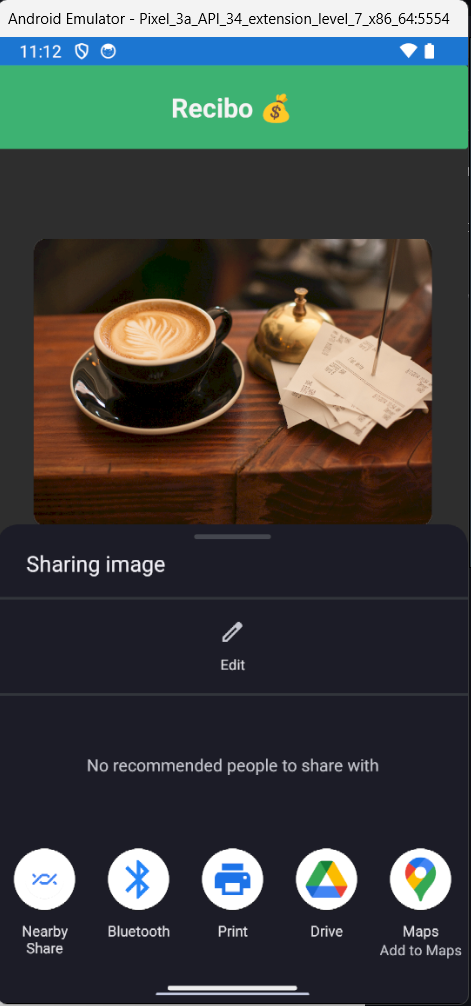 Android Emulator - Pixel_3a_API_34_extension_level_7_x86_64:5554
11:12
Recibo 💰
Sharing image
Edit
No recommended people to share with
Nearby
Share
Bluetooth
Print
Drive
Maps
Add to Maps